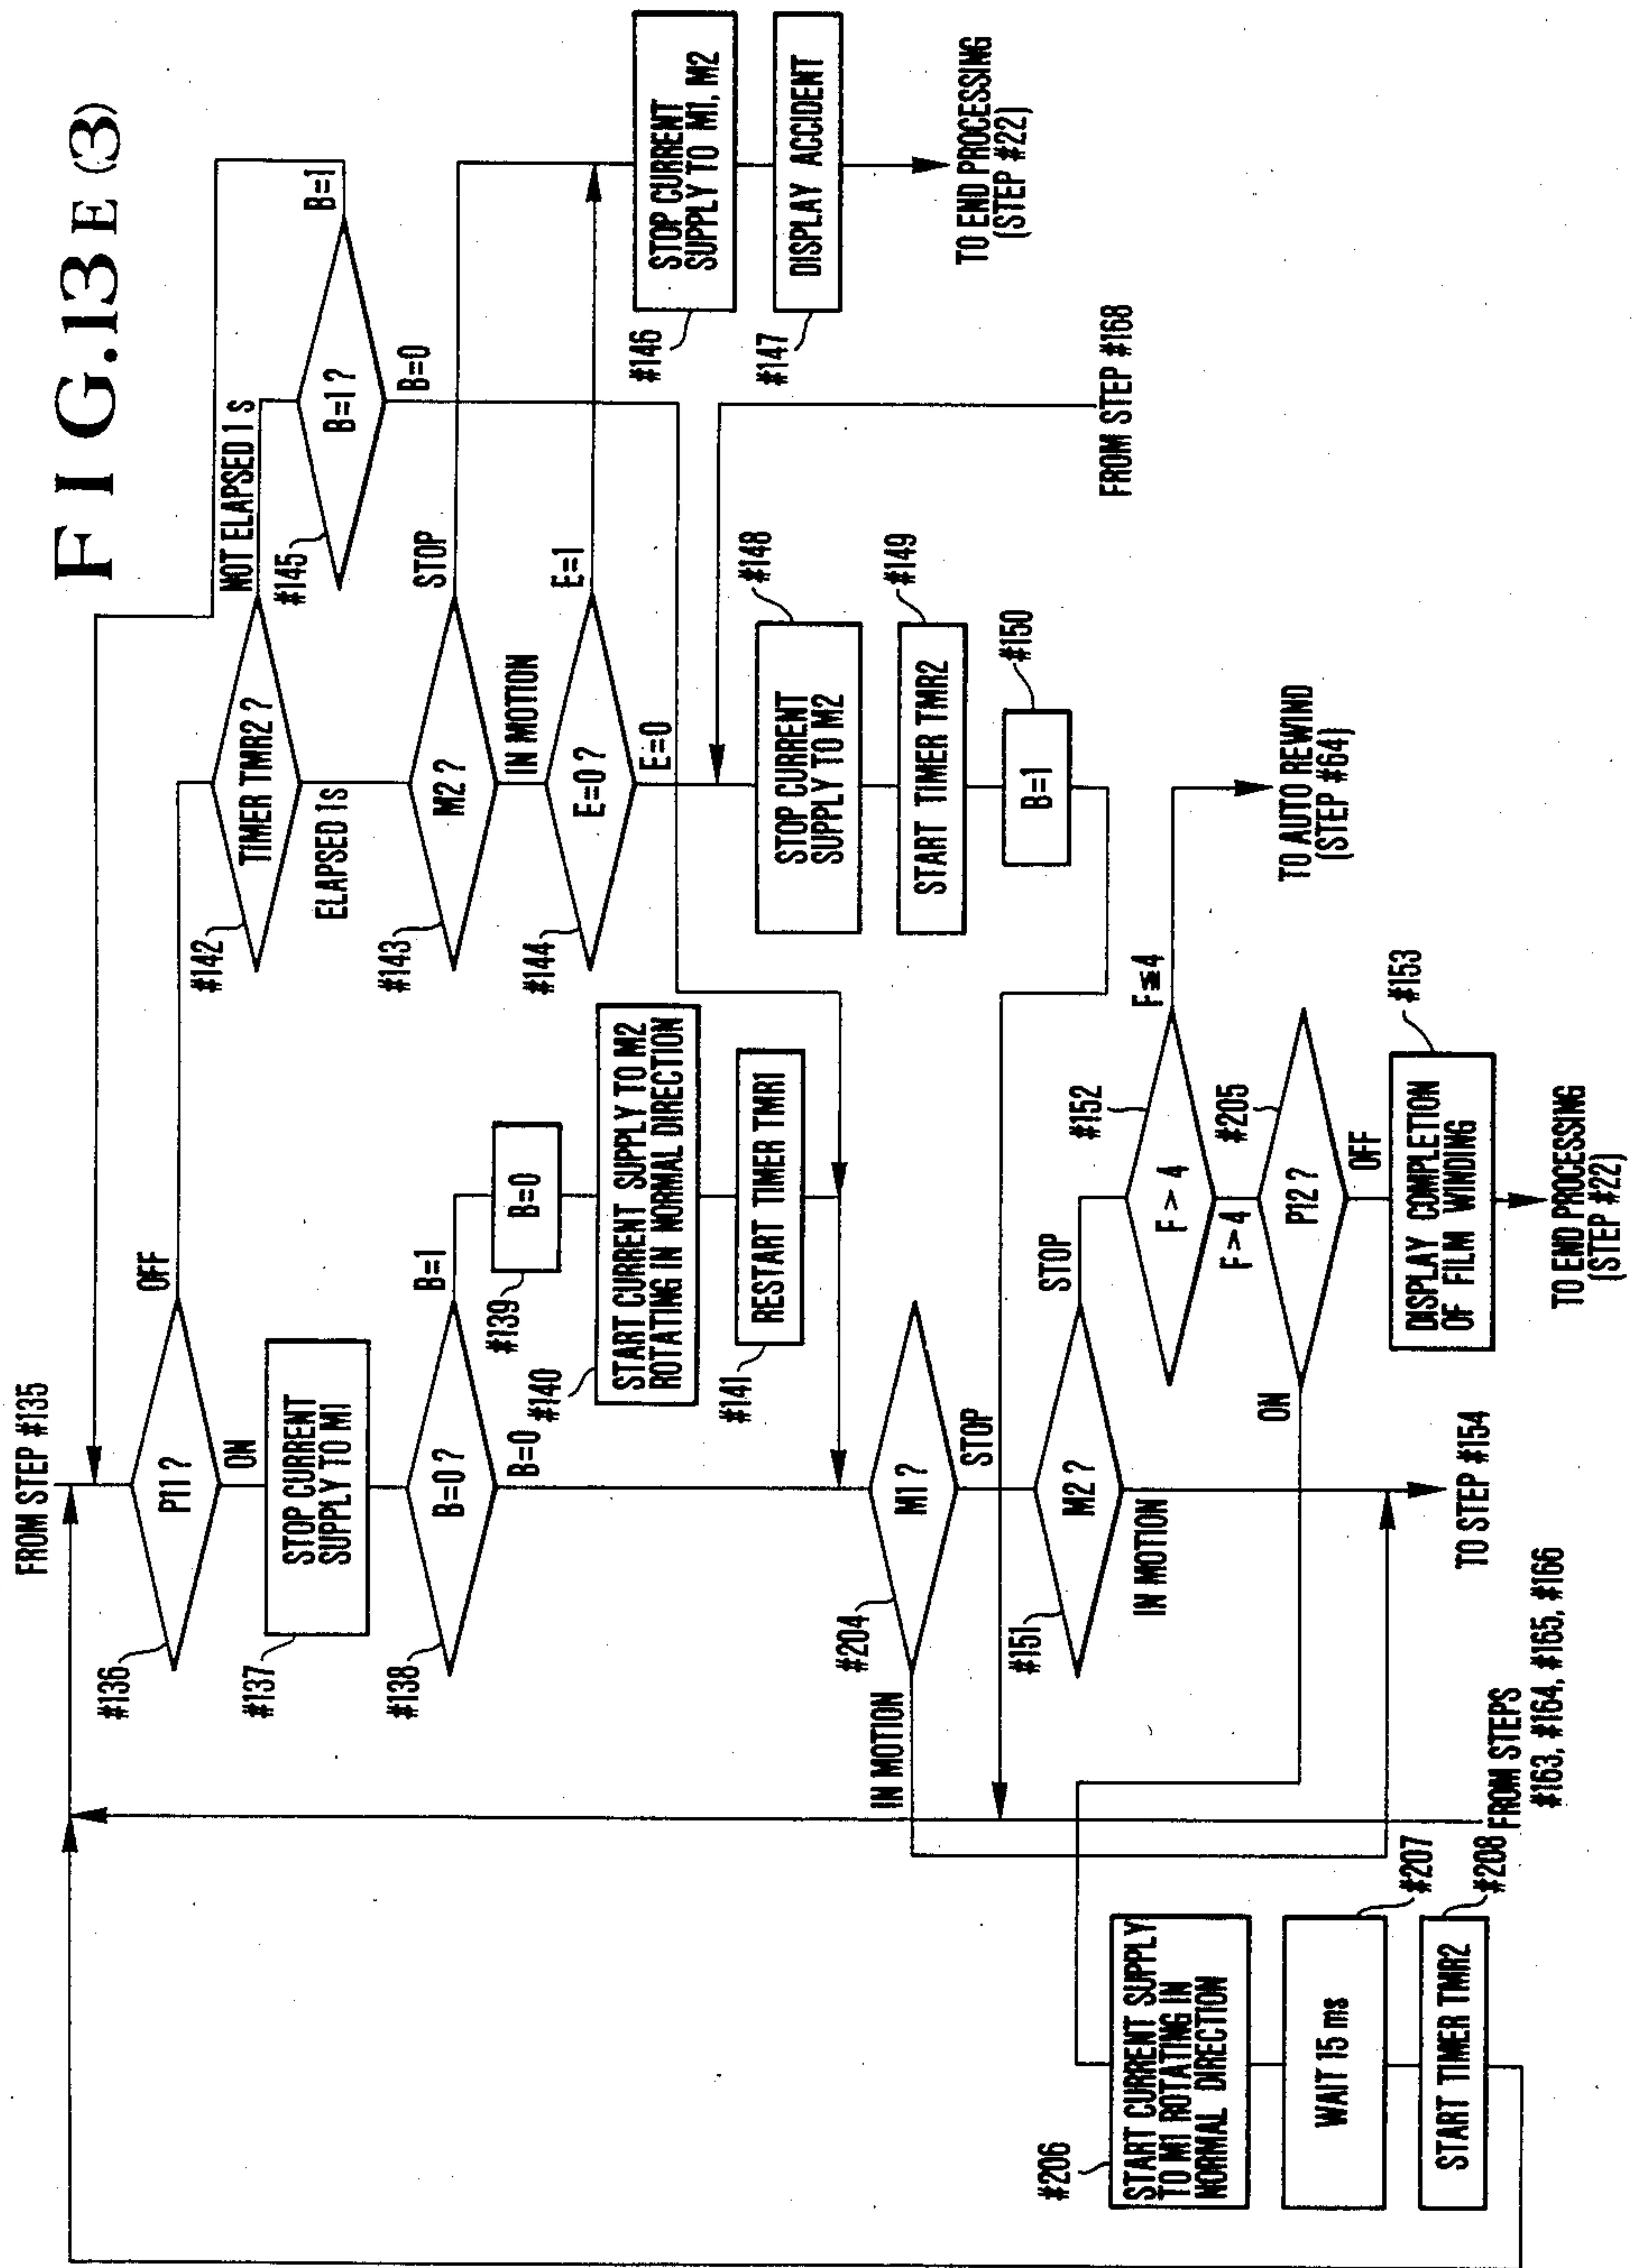 FIG.13E(3)
FROM STEP #135
#136
P11 ?
OFF
ON
#137
STOP CURRENT
SUPPLY TO M1
#138
B=0 ?
B=1
B=0
#139
B=0
#140
START CURRENT SUPPLY TO M2
ROTATING IN NORMAL DIRECTION
#141
RESTART TIMER TMR1
#142
TIMER TMR2 ?
NOT ELAPSED 1 S
ELAPSED 1S
#145
B=1 ?
B=1
B=0
#143
M2 ?
STOP
IN MOTION
#144
E=0 ?
E=1
E=0
#146
STOP CURRENT
SUPPLY TO M1, M2
#147
DISPLAY ACCIDENT
TO END PROCESSING
(STEP #22)
FROM STEP #168
#148
STOP CURRENT
SUPPLY TO M2
#149
START TIMER TMR2
#150
B=1
#204
M1 ?
IN MOTION
STOP
#151
M2 ?
STOP
IN MOTION
#152
F > 4
F≦4
F>4
TO AUTO REWIND
(STEP #64)
#205
P12 ?
ON
OFF
#153
DISPLAY COMPLETION
OF FILM WINDING
TO END PROCESSING
(STEP #22)
TO STEP #154
FROM STEPS
#163, #164, #165, #166
#206
START CURRENT SUPPLY
TO M1 ROTATING IN
NORMAL DIRECTION
#207
WAIT 15 ms
#208
START TIMER TMR2